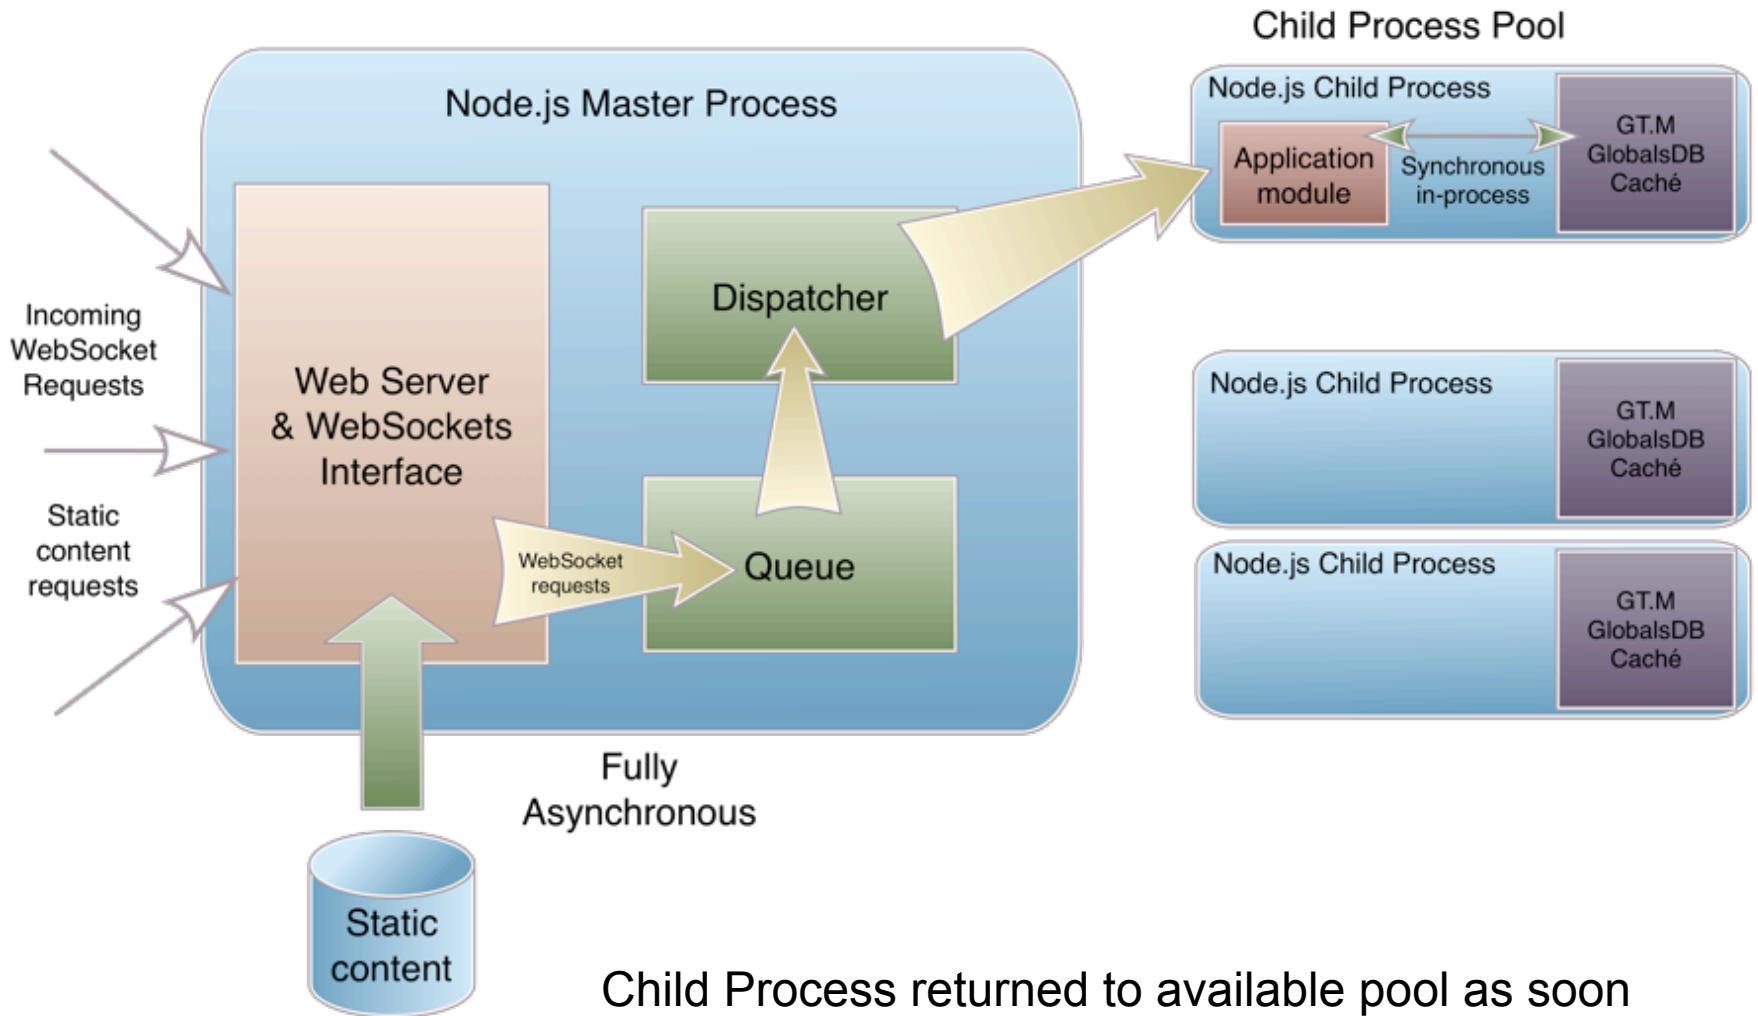 Child Process Pool
Node.js Master Process
Node.js Child Process
Application
module
Synchronous
in-process
GT.M
GlobalsDB
Caché
Incoming
WebSocket
Requests
Static
content
requests
Web Server
& WebSockets
Interface
Dispatcher
WebSocket
requests
Queue
Node.js Child Process
GT.M
GlobalsDB
Caché
Node.js Child Process
GT.M
GlobalsDB
Caché
Fully
Asynchronous
Static
content
Child Process returned to available pool as soon